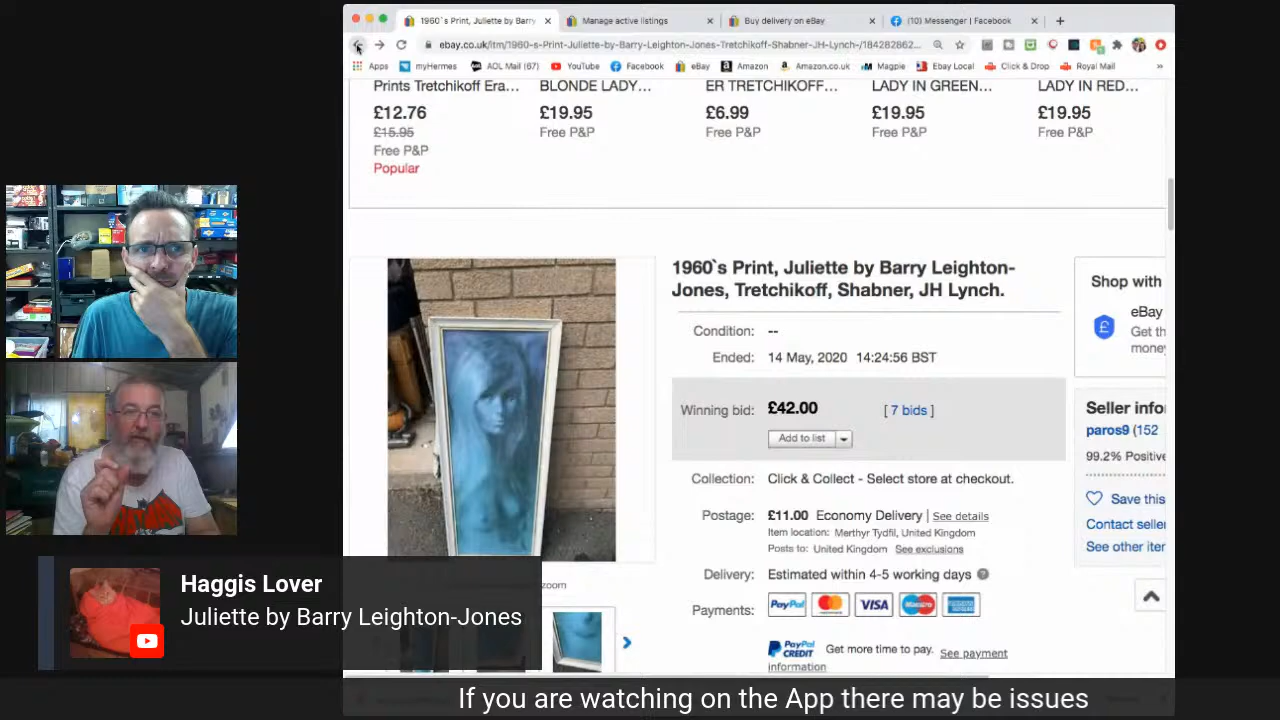 1960`s Print, Juliette by Barry
Manage active listings
Buy delivery on eBay
(10) Messenger | Facebook
ebay.co.uk/itm/1960-s-Print-Juliette-by-Barry-Leighton-Jones-Tretchikoff-Shabner-JH-Lynch-/184282862...
Apps
myHermes
AOL Mail (67)
YouTube
Facebook
eBay
Amazon
Amazon.co.uk
Magpie
Ebay Local
Click & Drop
Royal Mail
»
Prints Tretchikoff Era...
BLONDE LADY...
ER TRETCHIKOFF...
LADY IN GREEN...
LADY IN RED...
£12.76
£19.95
£6.99
£19.95
£19.95
£15.95
Free P&P
Free P&P
Free P&P
Free P&P
Free P&P
Popular
1960`s Print, Juliette by Barry Leighton-
Jones, Tretchikoff, Shabner, JH Lynch.
Condition: --
Ended: 14 May, 2020 14:24:56 BST
Winning bid: £42.00 [ 7 bids ]
Add to list
Collection: Click & Collect - Select store at checkout.
Postage: £11.00 Economy Delivery | See details
Item location: Merthyr Tydfil, United Kingdom
Posts to: United Kingdom See exclusions
Delivery: Estimated within 4-5 working days
Payments: PayPal VISA
PayPal CREDIT Get more time to pay. See payment
information
Shop with
eBay
Get th
money
Seller info
paros9 (152
99.2% Positive
Save this
Contact seller
See other iter
zoom
Haggis Lover
Juliette by Barry Leighton-Jones
If you are watching on the App there may be issues